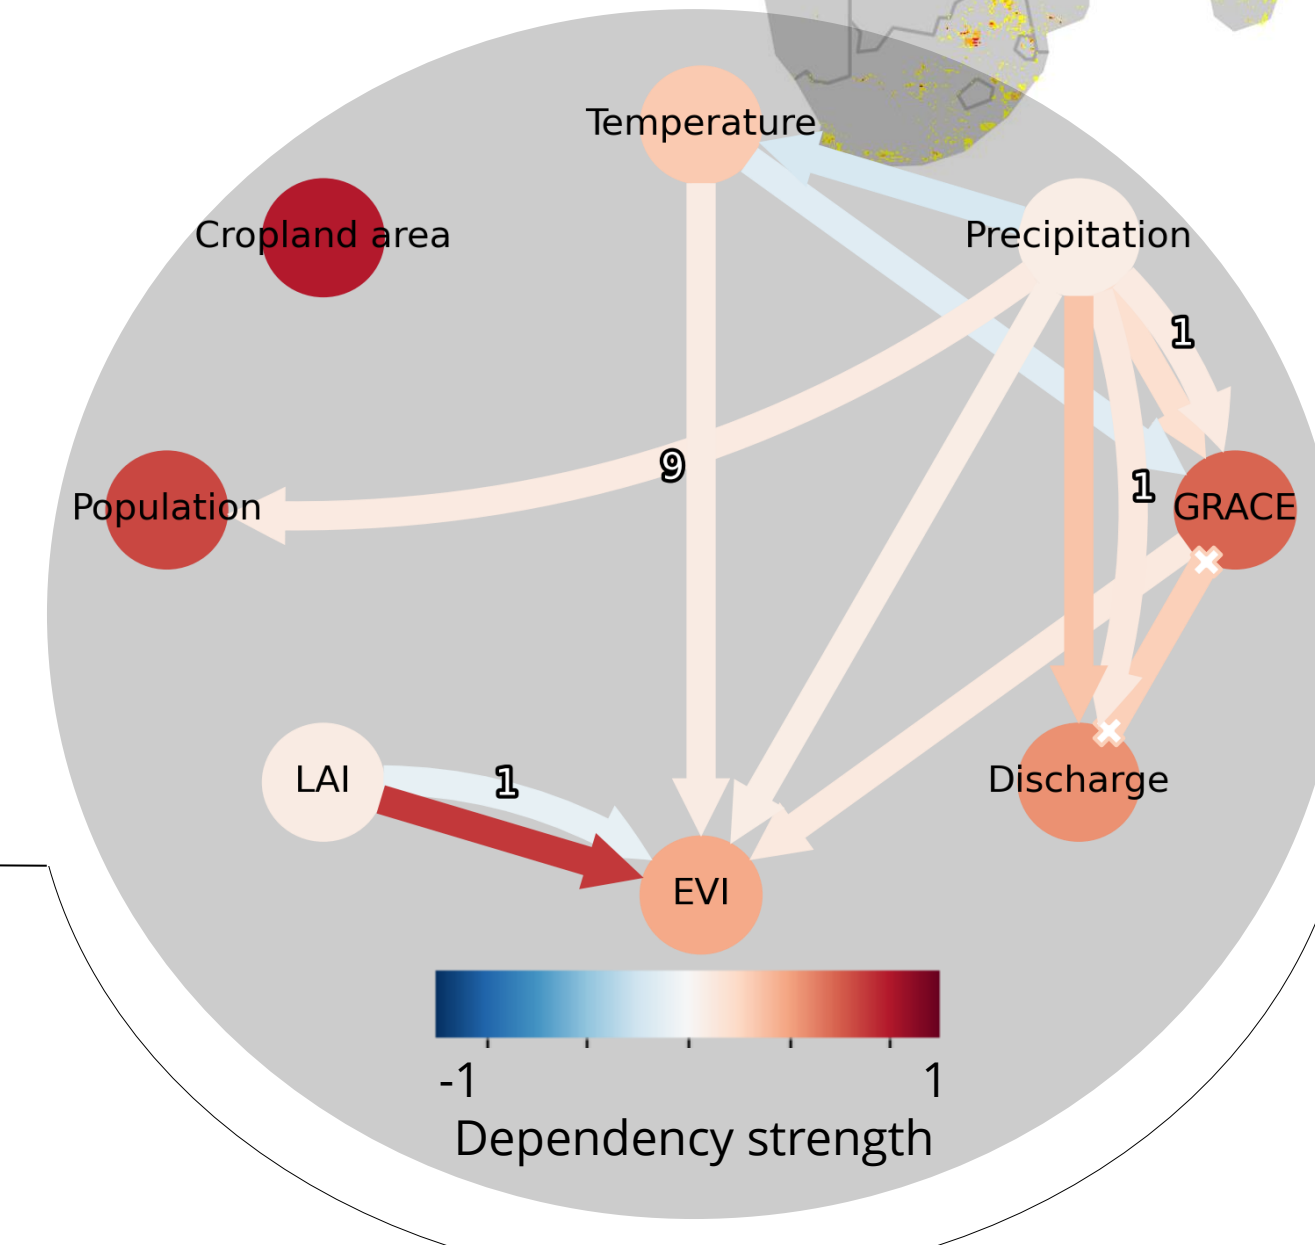 Temperature
Cropland area
Precipitation
1
9
1
Population
GRACE
LAI
1
Discharge
EVI
-1
1
Dependency strength